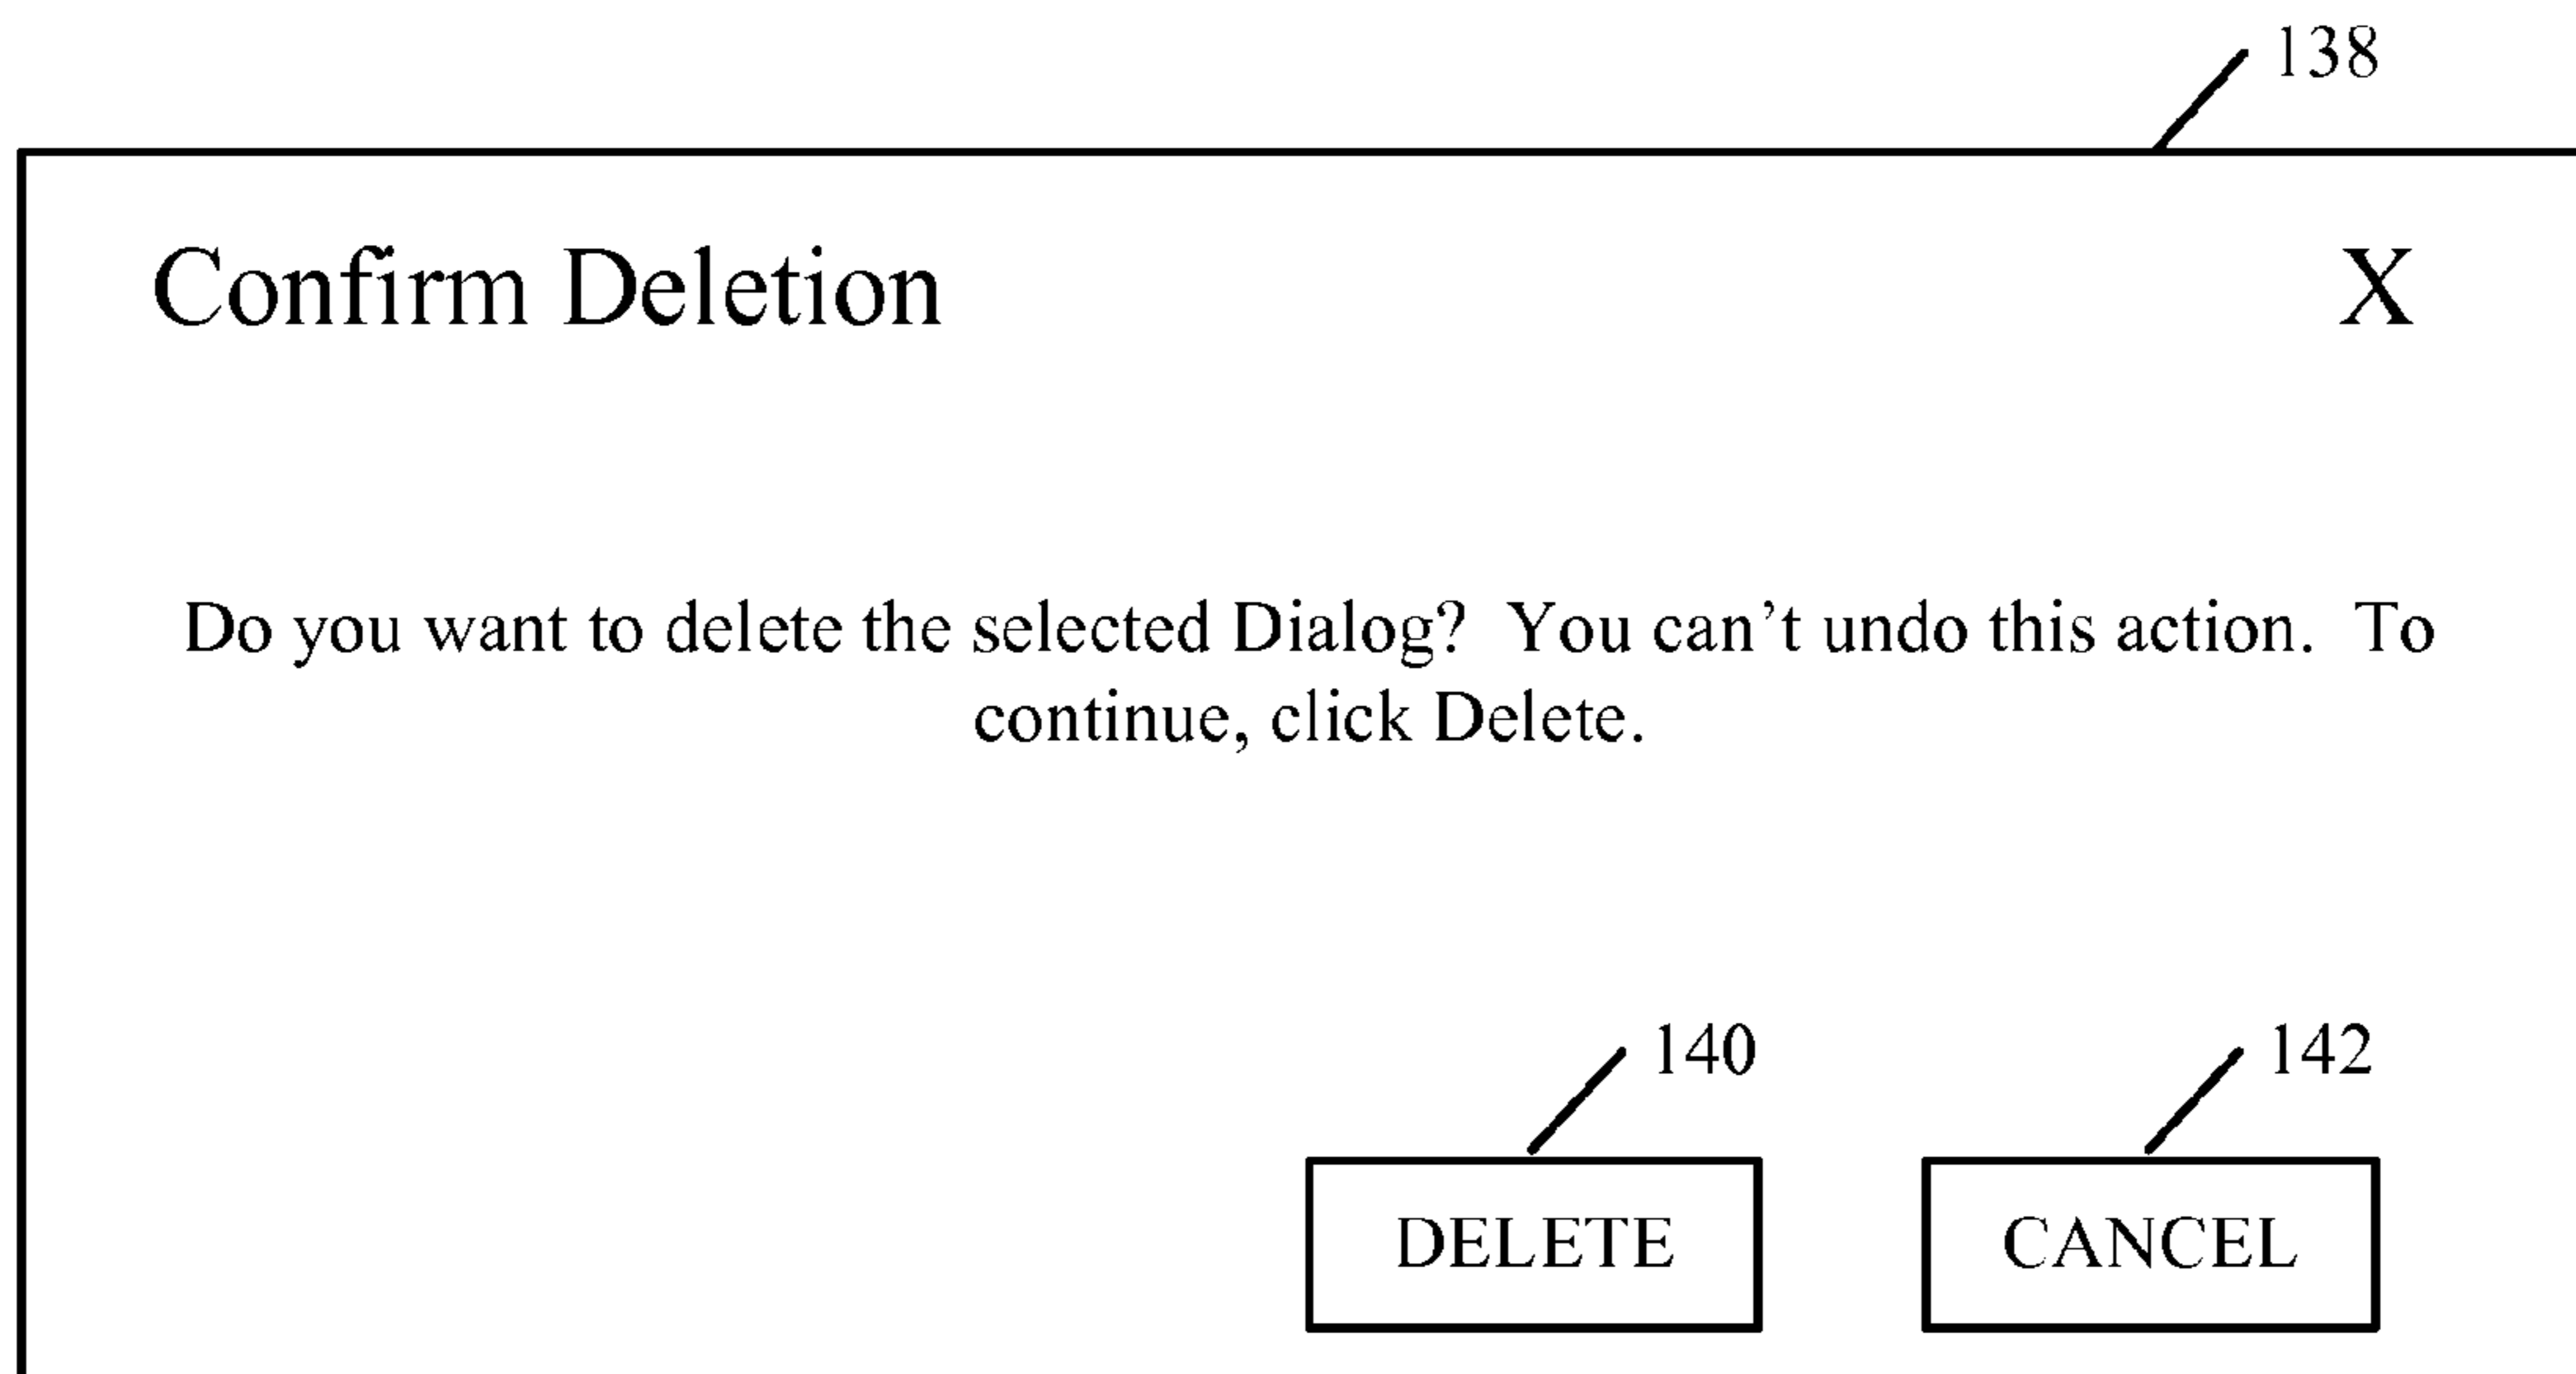 138
Confirm Deletion X
Do you want to delete the selected Dialog?  You can’t undo this action.  To
continue, click Delete.
140 142
DELETE CANCEL